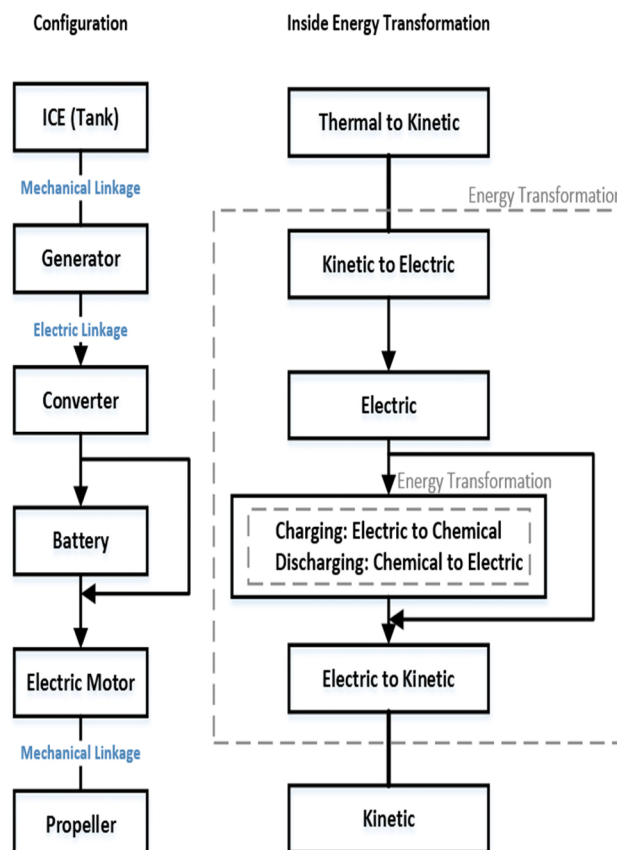 Configuration
Inside Energy Transformation
ICE (Tank)
Thermal to Kinetic
Mechanical Linkage
Energy Transformation
Generator
Kinetic to Electric
Electric Linkage
Converter
Electric
Energy Transformation
Battery
Charging: Electric to Chemical
Discharging: Chemical to Electric
Electric Motor
Electric to Kinetic
Mechanical Linkage
Propeller
Kinetic